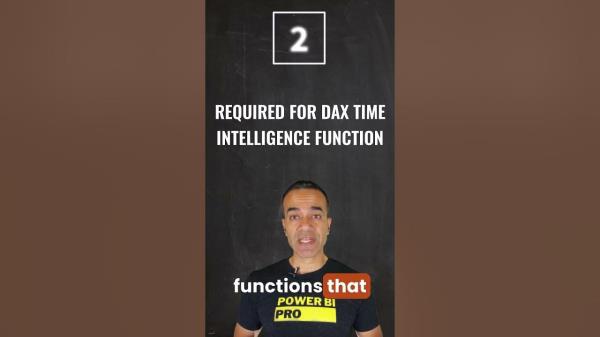 2
REQUIRED FOR DAX TIME
INTELLIGENCE FUNCTION
functions that
POWER BI
PRO